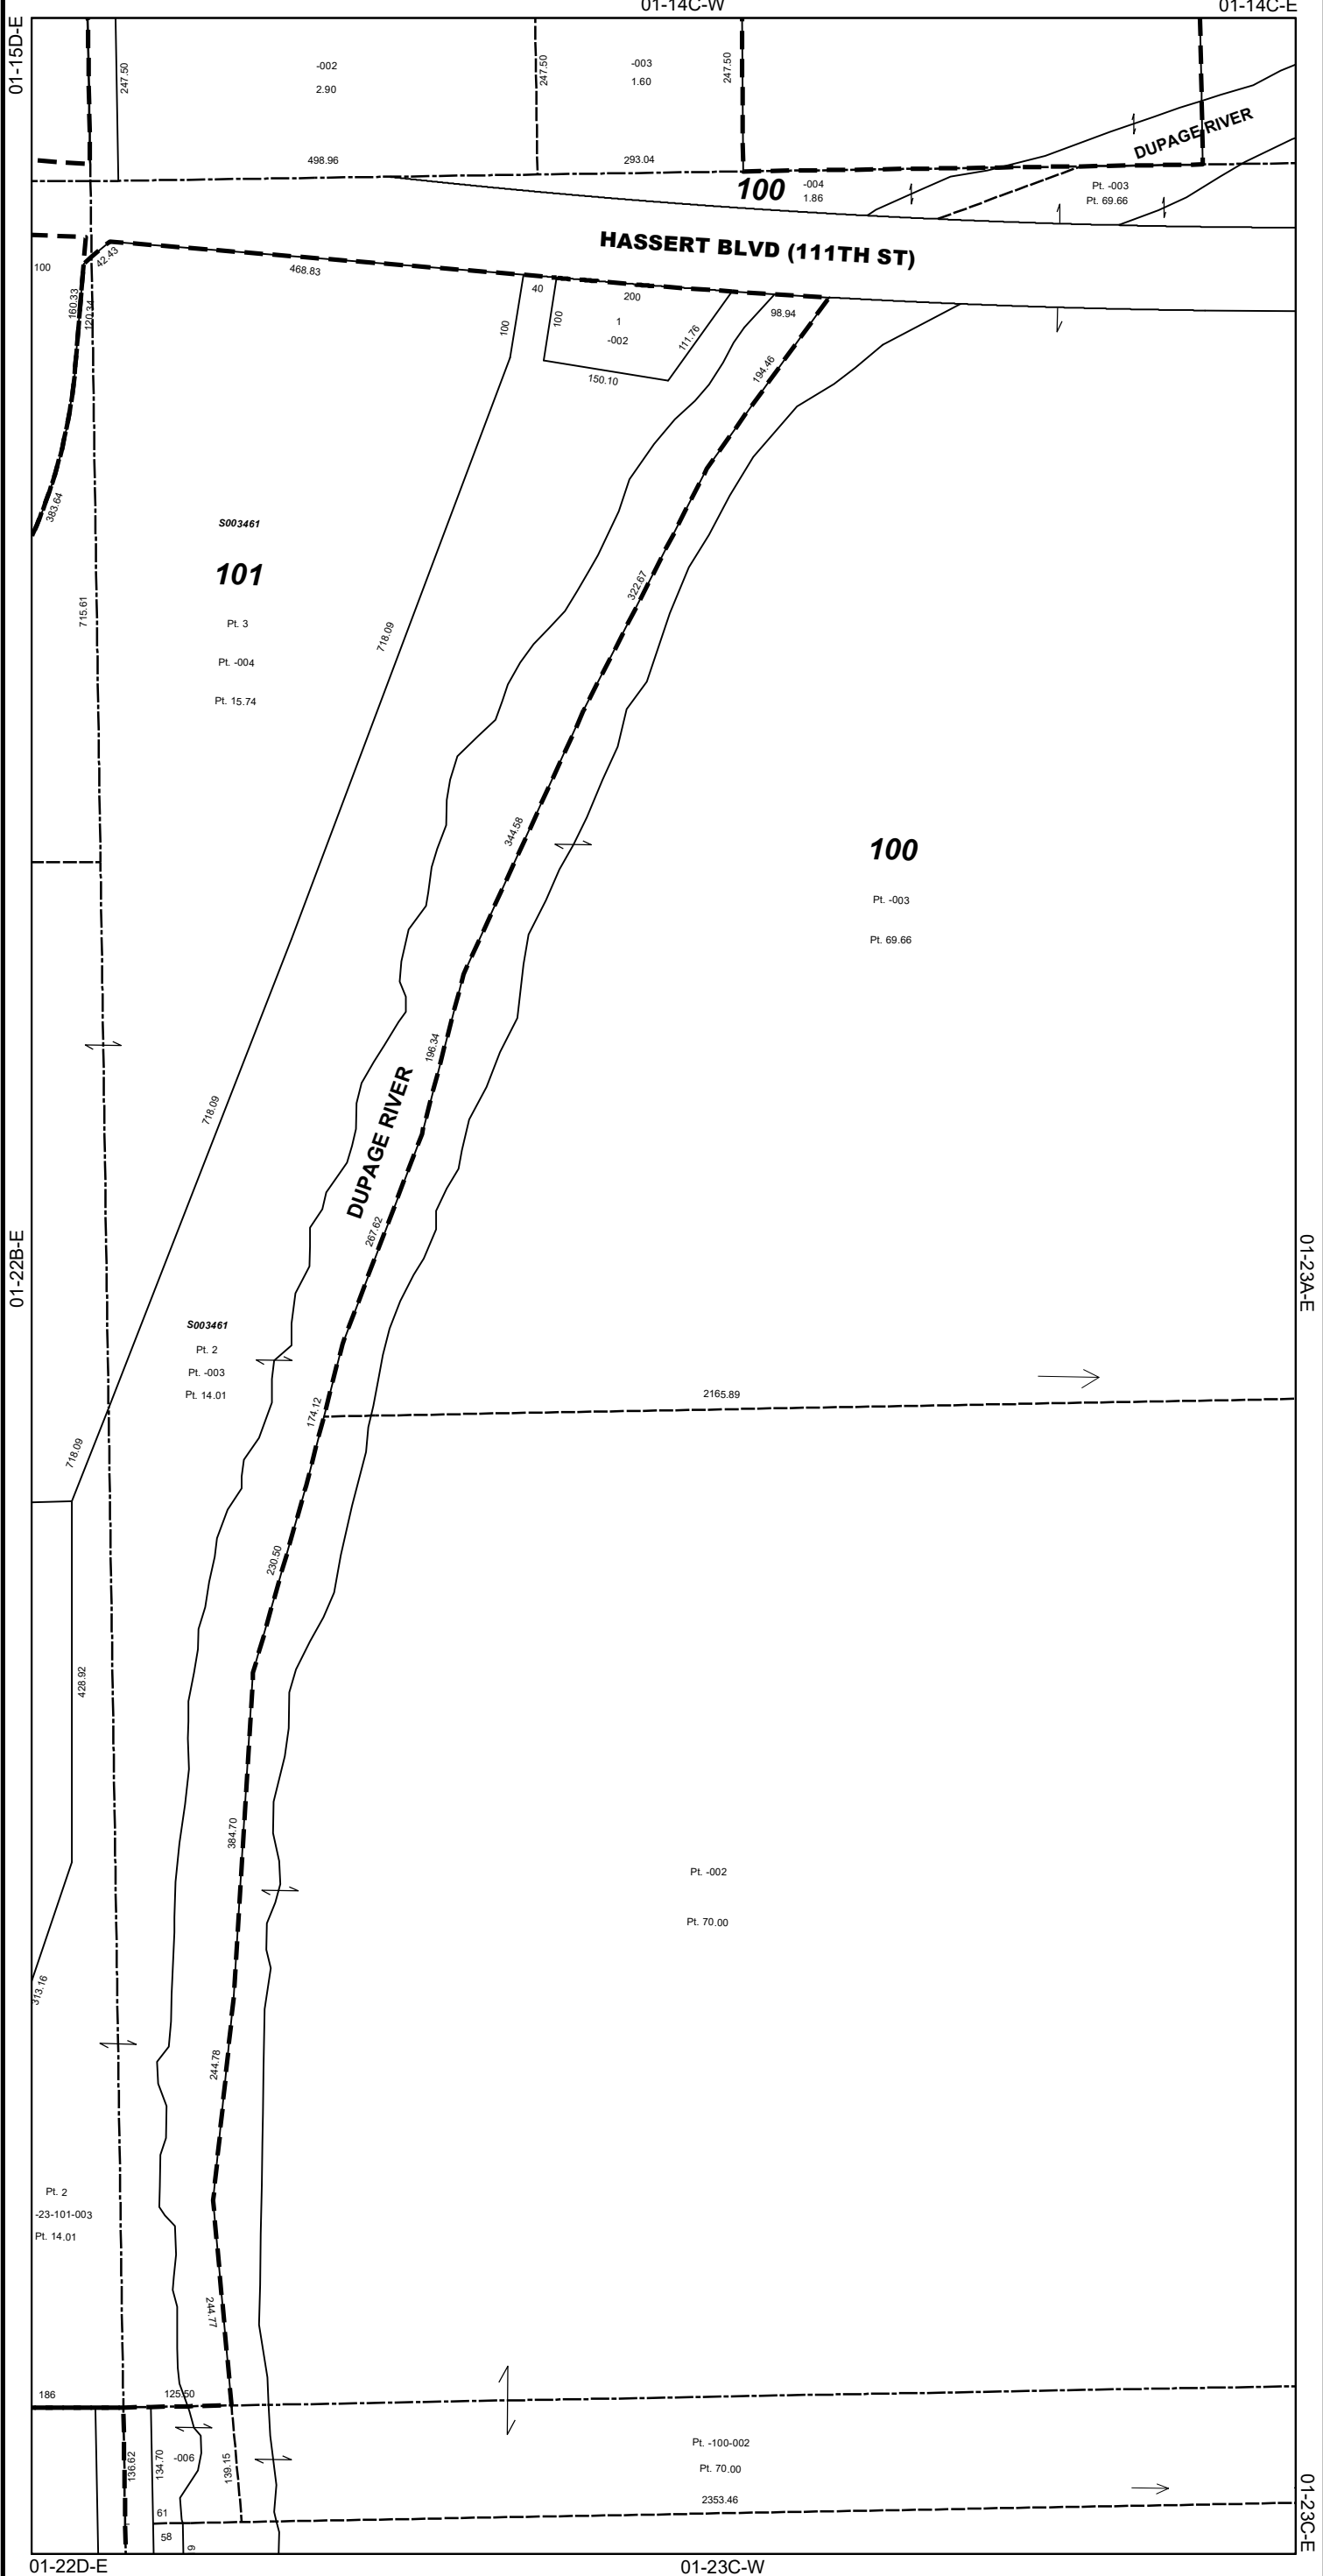 01-14C-W
01-14C-E
01-15D-E
247.50
-002
2.90
247.50
-003
1.60
247.50
DUPAGE RIVER
498.96
293.04
100
-004
1.86
Pt. -003
Pt. 69.66
HASSERT BLVD (111TH ST)
100
42.43
468.83
160.33
120.34
40
200
100
100
1
-002
111.76
150.10
98.94
194.46
383.64
S003461
101
Pt. 3
Pt. -004
Pt. 15.74
715.61
718.09
322.67
344.58
100
Pt. -003
Pt. 69.66
196.34
DUPAGE RIVER
718.09
267.62
01-22B-E
01-23A-E
S003461
Pt. 2
Pt. -003
Pt. 14.01
174.12
2165.89
718.09
230.50
428.92
384.70
Pt. -002
Pt. 70.00
313.16
244.78
Pt. 2
-23-101-003
Pt. 14.01
244.77
186
125.50
136.62
134.70
-006
139.15
Pt. -100-002
Pt. 70.00
2353.46
61
58
9
01-23C-E
01-22D-E
01-23C-W